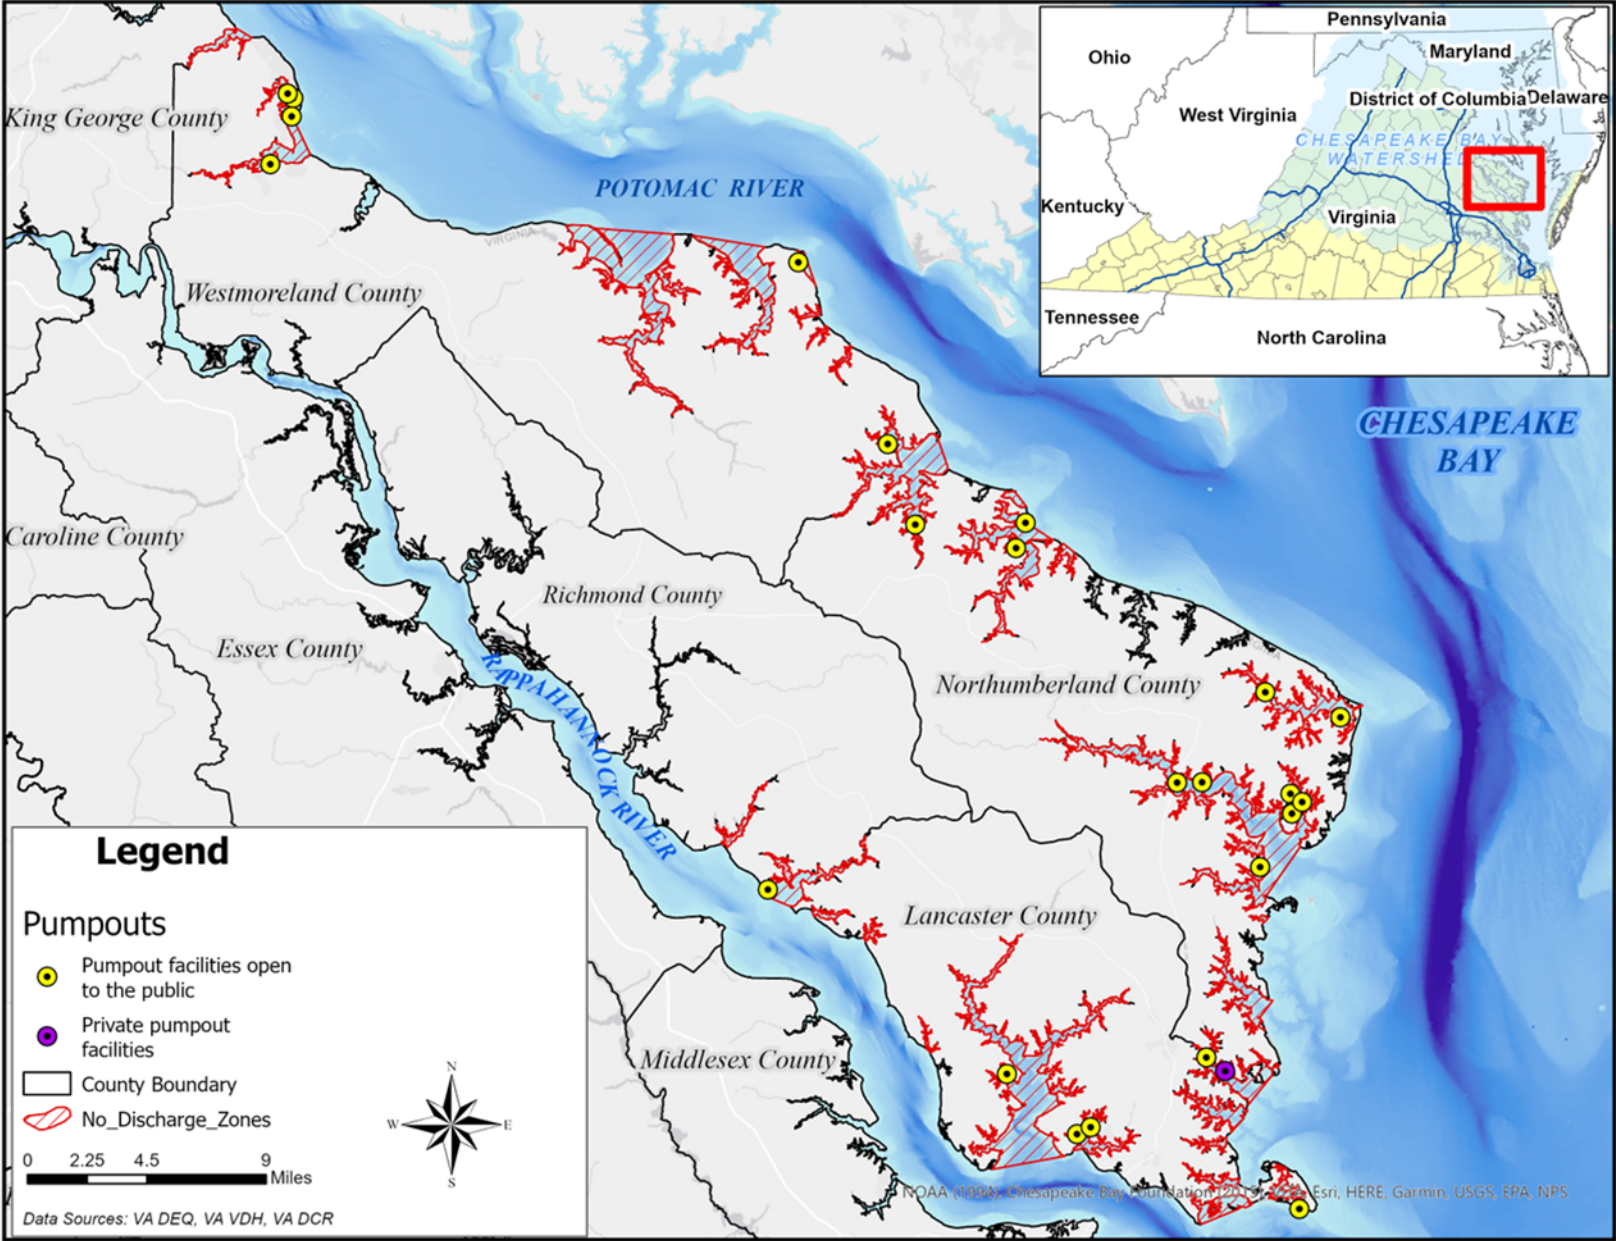 King George County
POTOMAC RIVER
VIRGINIA
Westmoreland County
CHESAPEAKE
BAY
Caroline County
Richmond County
Essex County
RAPPAHANNOCK RIVER
Northumberland County
Lancaster County
Middlesex County
Pennsylvania
Ohio
Maryland
West Virginia
District of Columbia
Delaware
CHESAPEAKE BAY
WATERSHED
Kentucky
Virginia
Tennessee
North Carolina
Legend
Pumpouts
Pumpout facilities open
to the public
Private pumpout
facilities
County Boundary
No_Discharge_Zones
0 2.25 4.5 9
Miles
Data Sources: VA DEQ, VA VDH, VA DCR
N
W E
S
NOAA (1998), Chesapeake Bay Foundation (2019), Esri, HERE, Garmin, USGS, EPA, NPS